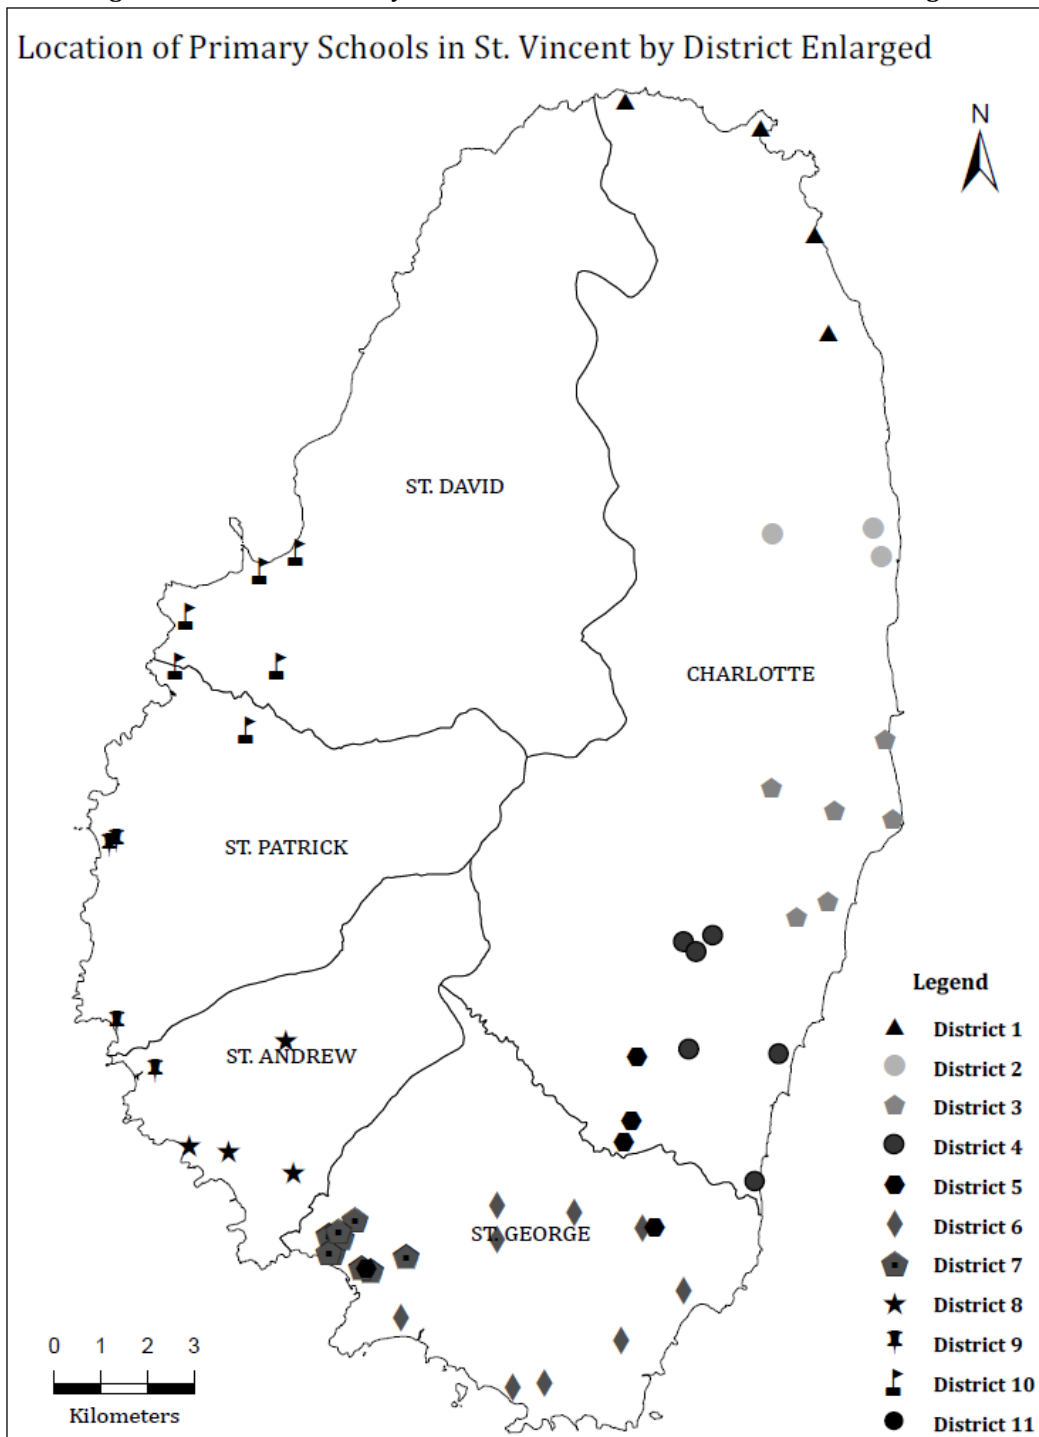 Location of Primary Schools in St. Vincent by District Enlarged
N
ST. DAVID
CHARLOTTE
ST. PATRICK
ST. ANDREW
ST. GEORGE
Legend
District 1
District 2
District 3
District 4
District 5
District 6
District 7
District 8
District 9
District 10
District 11
0 1 2 3
Kilometers